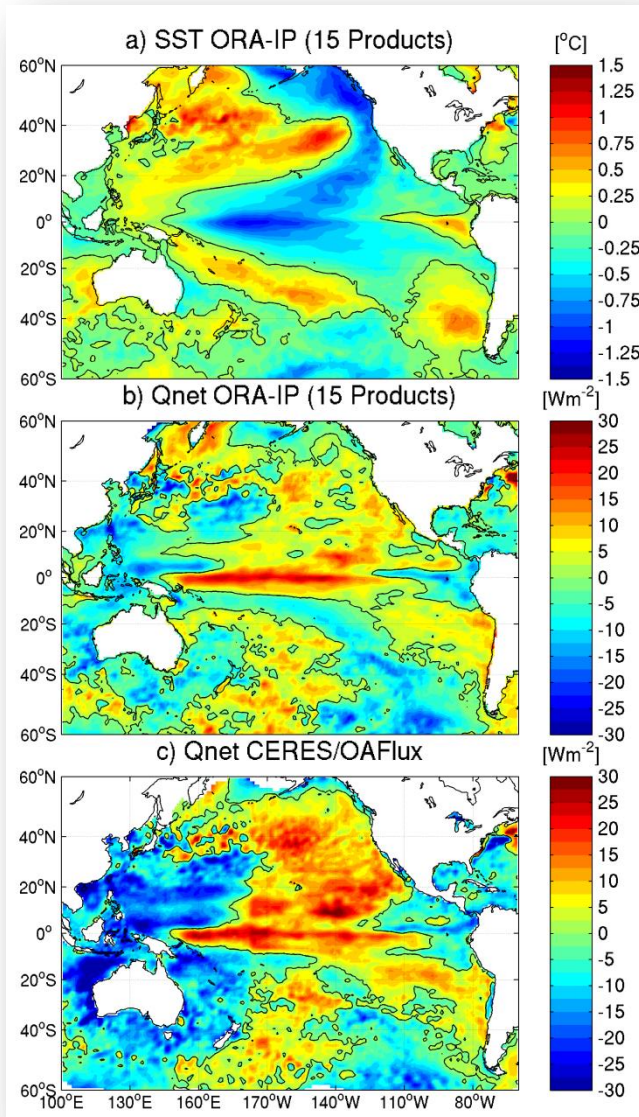 a) SST ORA-IP (15 Products)
[°C]
60°N
40°N
20°N
0°
20°S
40°S
60°S
1.5
1.25
1
0.75
0.5
0.25
0
-0.25
-0.5
-0.75
-1
-1.25
-1.5
b) Qnet ORA-IP (15 Products)
[Wm⁻²]
60°N
40°N
20°N
0°
20°S
40°S
60°S
30
25
20
15
10
5
0
-5
-10
-15
-20
-25
-30
c) Qnet CERES/OAFlux
[Wm⁻²]
60°N
40°N
20°N
0°
20°S
40°S
60°S
100°E 130°E 160°E 170°W 140°W 110°W 80°W
30
25
20
15
10
5
0
-5
-10
-15
-20
-25
-30